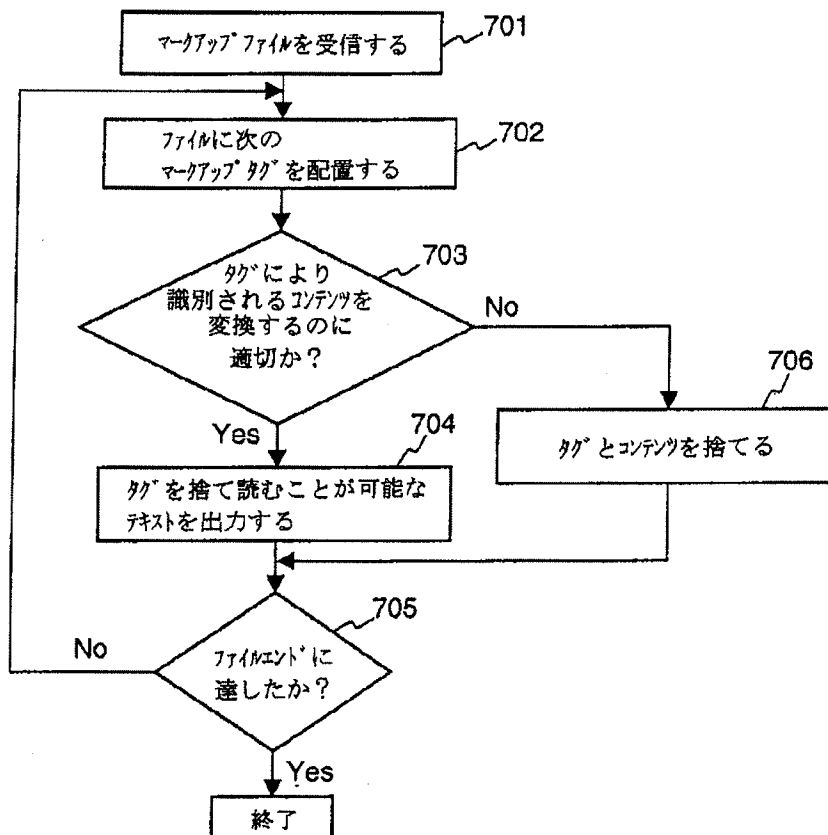 マークアップファイルを受信する
701
ファイルに次の
マークアップタグを配置する
702
タグにより
識別されるコンテンツを
変換するのに
適切か？
703
No
Yes
706
タグとコンテンツを捨てる
704
タグを捨て読むことが可能な
テキストを出力する
705
No
ファイルエンドに
達したか？
Yes
終了